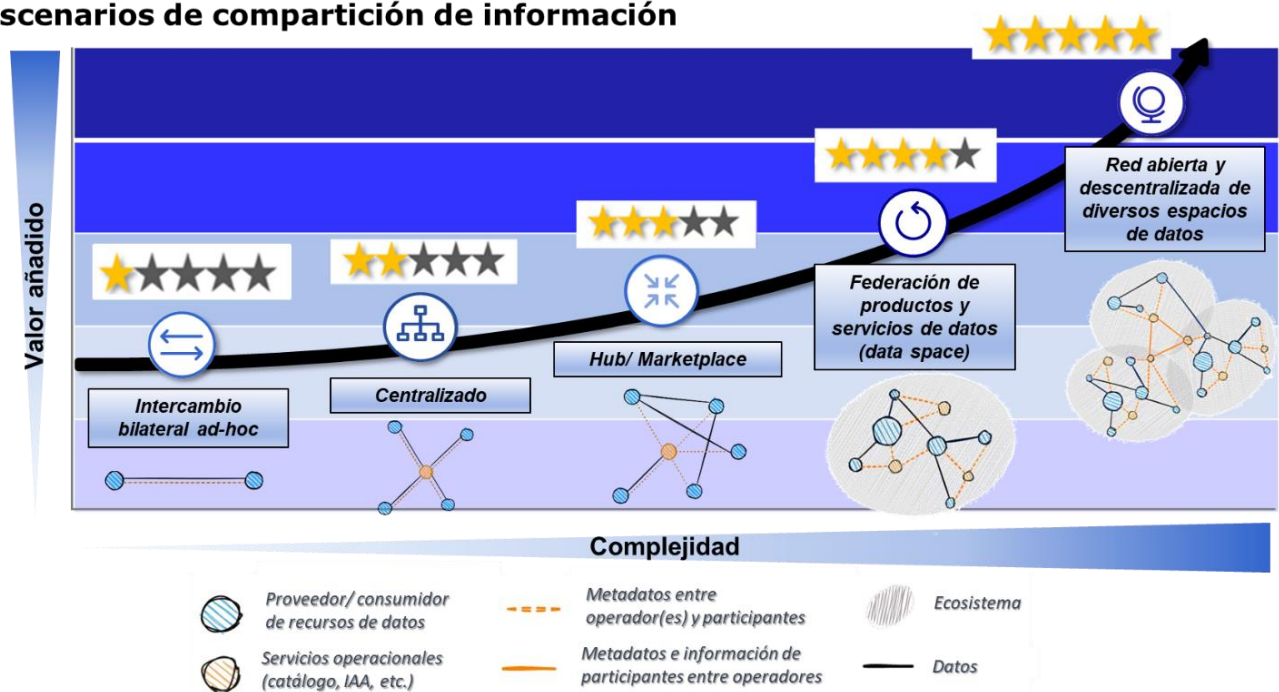 scenarios de compartición de información
Valor añadido
Intercambio
bilateral ad-hoc
Centralizado
Hub/ Marketplace
Federación de
productos y
servicios de datos
(data space)
Red abierta y
descentralizada de
diversos espacios
de datos
Complejidad
Proveedor/ consumidor
de recursos de datos
Servicios operacionales
(catálogo, IAA, etc.)
Metadatos entre
operador(es) y participantes
Metadatos e información de
participantes entre operadores
Ecosistema
Datos